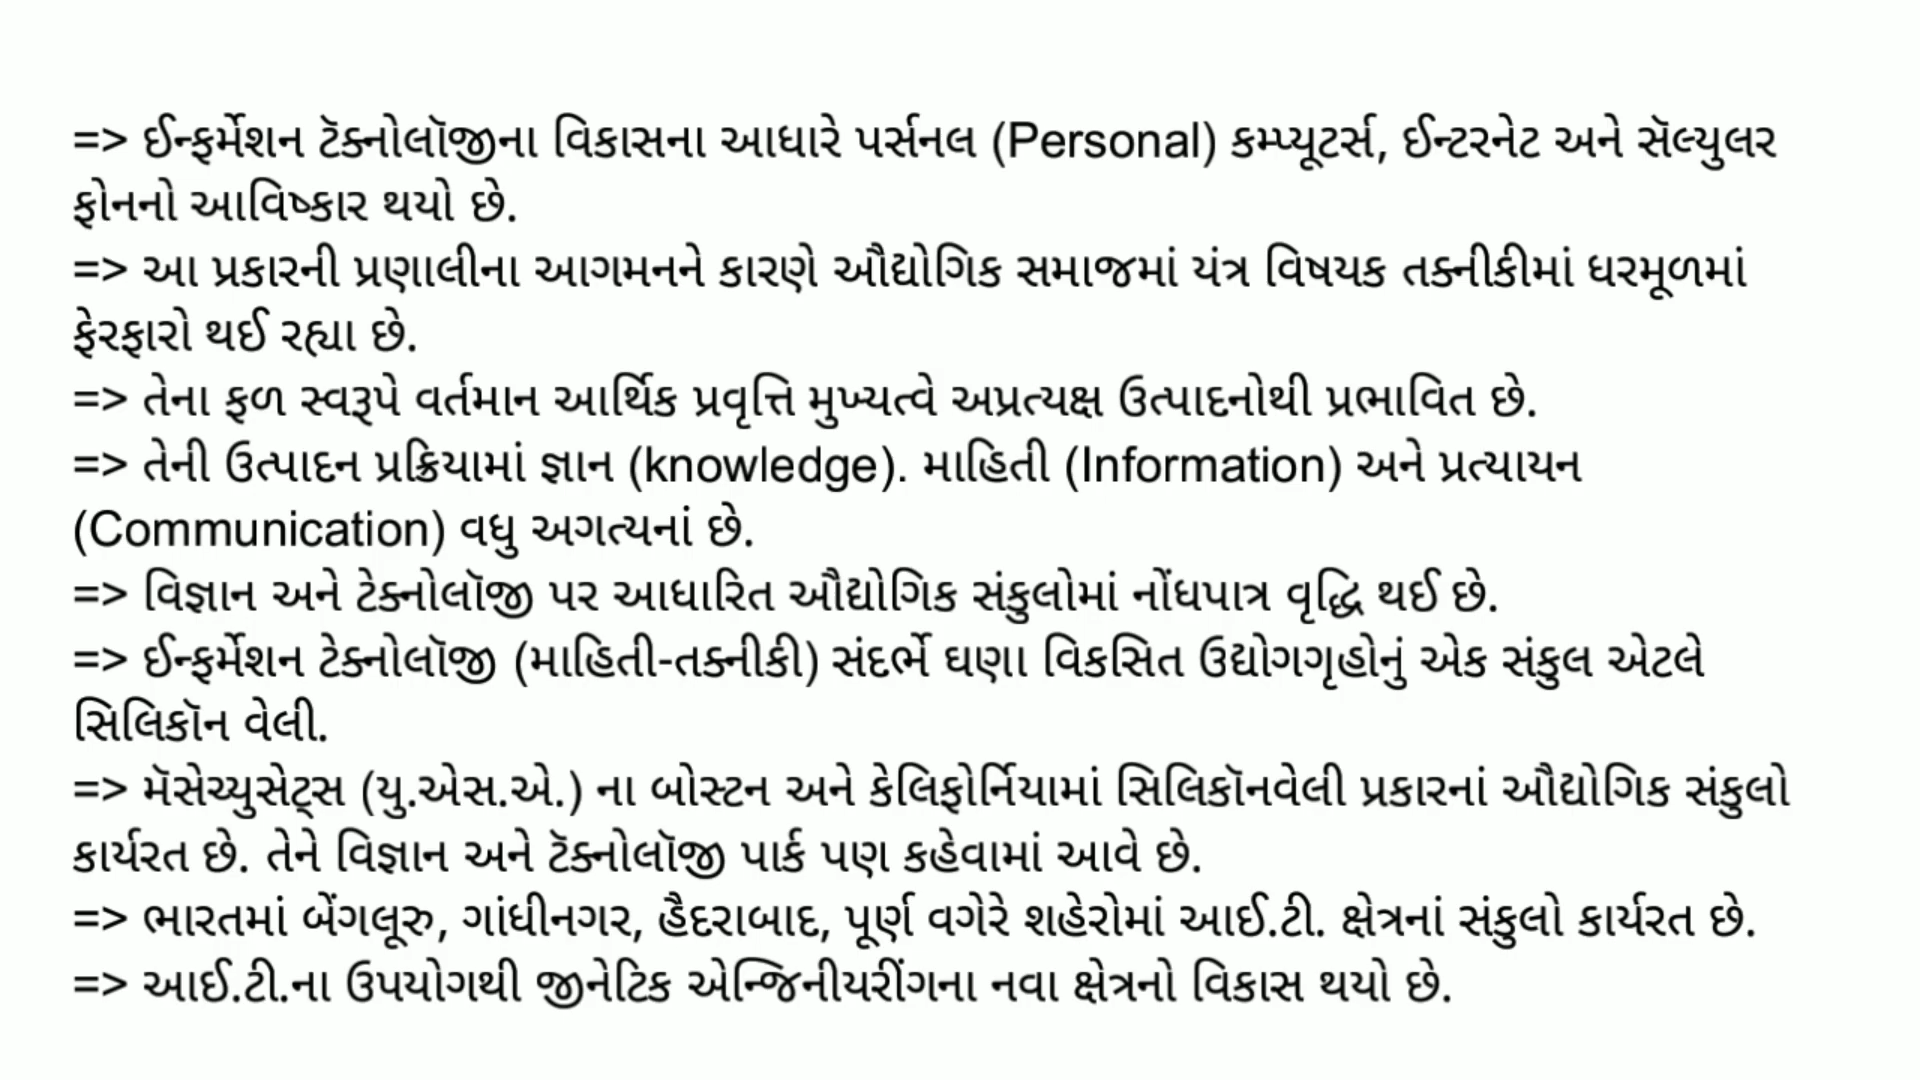 => ઈન્ફર્મેશન ટૅક્નોલૉજીના વિકાસના આધારે પર્સનલ (Personal) કમ્પ્યૂટર્સ, ઈન્ટરનેટ અને સૅલ્યુલર
ફોનનો આવિષ્કાર થયો છે.
=> આ પ્રકારની પ્રણાલીના આગમનને કારણે ઔદ્યોગિક સમાજમાં યંત્ર વિષયક તક્નીકીમાં ધરમૂળમાં
ફેરફારો થઈ રહ્યા છે.
=> તેના ફળ સ્વરૂપે વર્તમાન આર્થિક પ્રવૃત્તિ મુખ્યત્વે અપ્રત્યક્ષ ઉત્પાદનોથી પ્રભાવિત છે.
=> તેની ઉત્પાદન પ્રક્રિયામાં જ્ઞાન (knowledge). માહિતી (Information) અને પ્રત્યાયન
(Communication) વધુ અગત્યનાં છે.
=> વિજ્ઞાન અને ટેક્નોલૉજી પર આધારિત ઔદ્યોગિક સંકુલોમાં નોંધપાત્ર વૃદ્ધિ થઈ છે.
=> ઈન્ફર્મેશન ટેક્નોલૉજી (માહિતી-તક્નીકી) સંદર્ભે ઘણા વિકસિત ઉદ્યોગગૃહોનું એક સંકુલ એટલે
સિલિકૉન વેલી.
=> મૅસેચ્યુસેટ્સ (યુ.એસ.એ.) ના બોસ્ટન અને કેલિફોર્નિયામાં સિલિકૉનવેલી પ્રકારનાં ઔદ્યોગિક સંકુલો
કાર્યરત છે. તેને વિજ્ઞાન અને ટૅક્નોલૉજી પાર્ક પણ કહેવામાં આવે છે.
=> ભારતમાં બેંગલૂરુ, ગાંધીનગર, હૈદરાબાદ, પૂર્ણ વગેરે શહેરોમાં આઈ.ટી. ક્ષેત્રનાં સંકુલો કાર્યરત છે.
=> આઈ.ટી.ના ઉપયોગથી જીનેટિક એન્જિનીયરીંગના નવા ક્ષેત્રનો વિકાસ થયો છે.